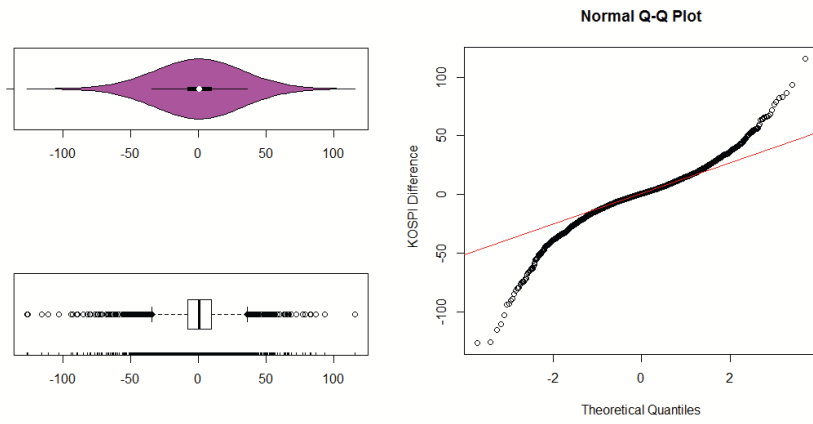 -100 -50 0 50 100
-100 -50 0 50 100
Normal Q-Q Plot
KOSPI Difference
100
50
0
-50
-100
-2 0 2
Theoretical Quantiles